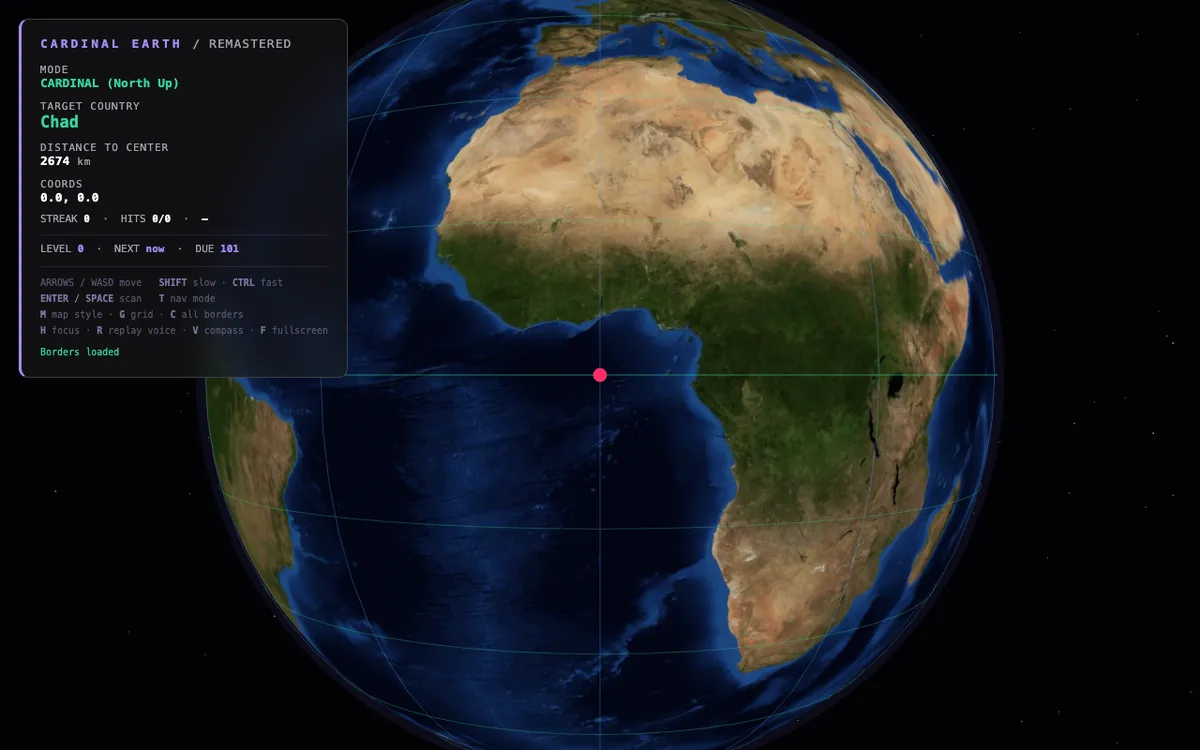 CARDINAL EARTH / REMASTERED
MODE
CARDINAL (North Up)
TARGET COUNTRY
Chad
DISTANCE TO CENTER
2674 km
COORDS
0.0, 0.0
STREAK 0 · HITS 0/0 · —
LEVEL 0 · NEXT now · DUE 101
ARROWS / WASD move SHIFT slow · CTRL fast
ENTER / SPACE scan T nav mode
M map style · G grid · C all borders
H focus · R replay voice · V compass · F fullscreen
Borders loaded